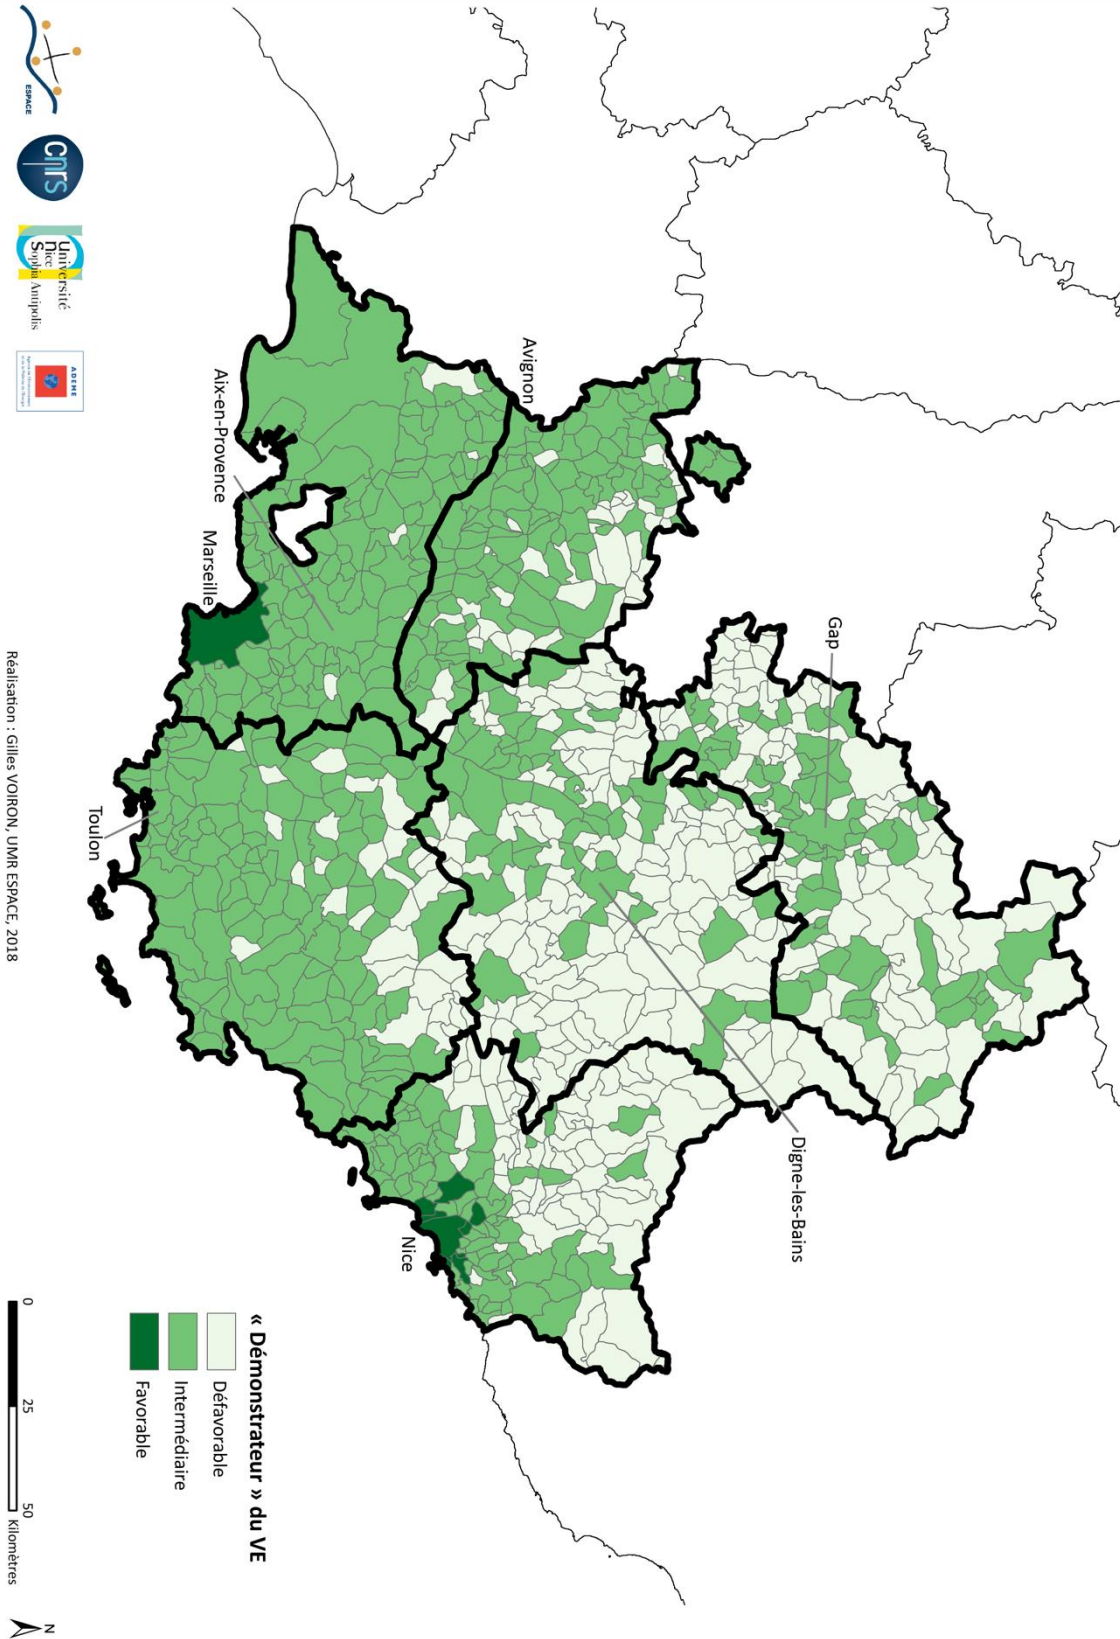 Gap
Digne-les-Bains
Avignon
Aix-en-Provence
Marseille
Toulon
Nice
« Démonstrateur » du VE
Défavorable
Intermédiaire
Favorable
0 25 50
Kilomètres
N
ESPACE
cnrs
Université
nice
Sophia Antipolis
ADEME
Réalisation : Gilles VOIRON, UMR ESPACE, 2018